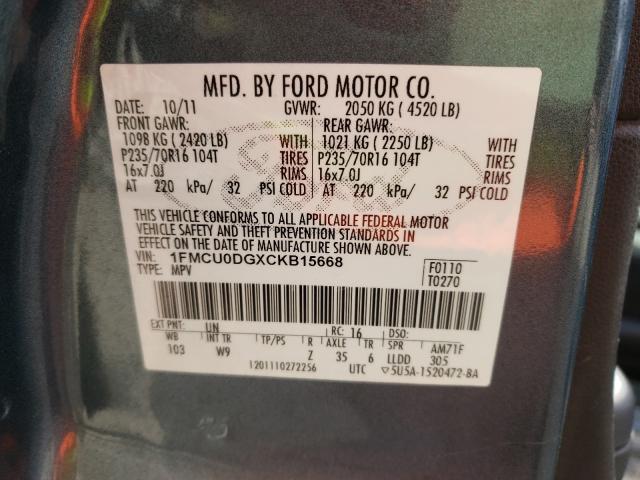 MFD. BY FORD MOTOR CO.
DATE: 10/11 GVWR: 2050 KG ( 4520 LB)
FRONT GAWR: REAR GAWR:
1098 KG ( 2420 LB) WITH 1021 KG ( 2250 LB) WITH
P235/70R16 104T TIRES P235/70R16 104T TIRES
16x7.0J RIMS 16x7.0J RIMS
AT 220 kPa/ 32 PSI COLD AT 220 kPa/ 32 PSI COLD
THIS VEHICLE CONFORMS TO ALL APPLICABLE FEDERAL MOTOR
VEHICLE SAFETY AND THEFT PREVENTION STANDARDS IN
EFFECT ON THE DATE OF MANUFACTURE SHOWN ABOVE.
VIN: 1FMCU0DGXCKB15668
TYPE: MPV
F0110
T0270
EXT PNT: UN RC: 16 DSO:
WB INT TR TP/PS R AXLE TR SPR AM71F
103 W9 Z 35 6 LLDD 305
1201110272256 UTC ▽5U5A-1520472-BA
Ford